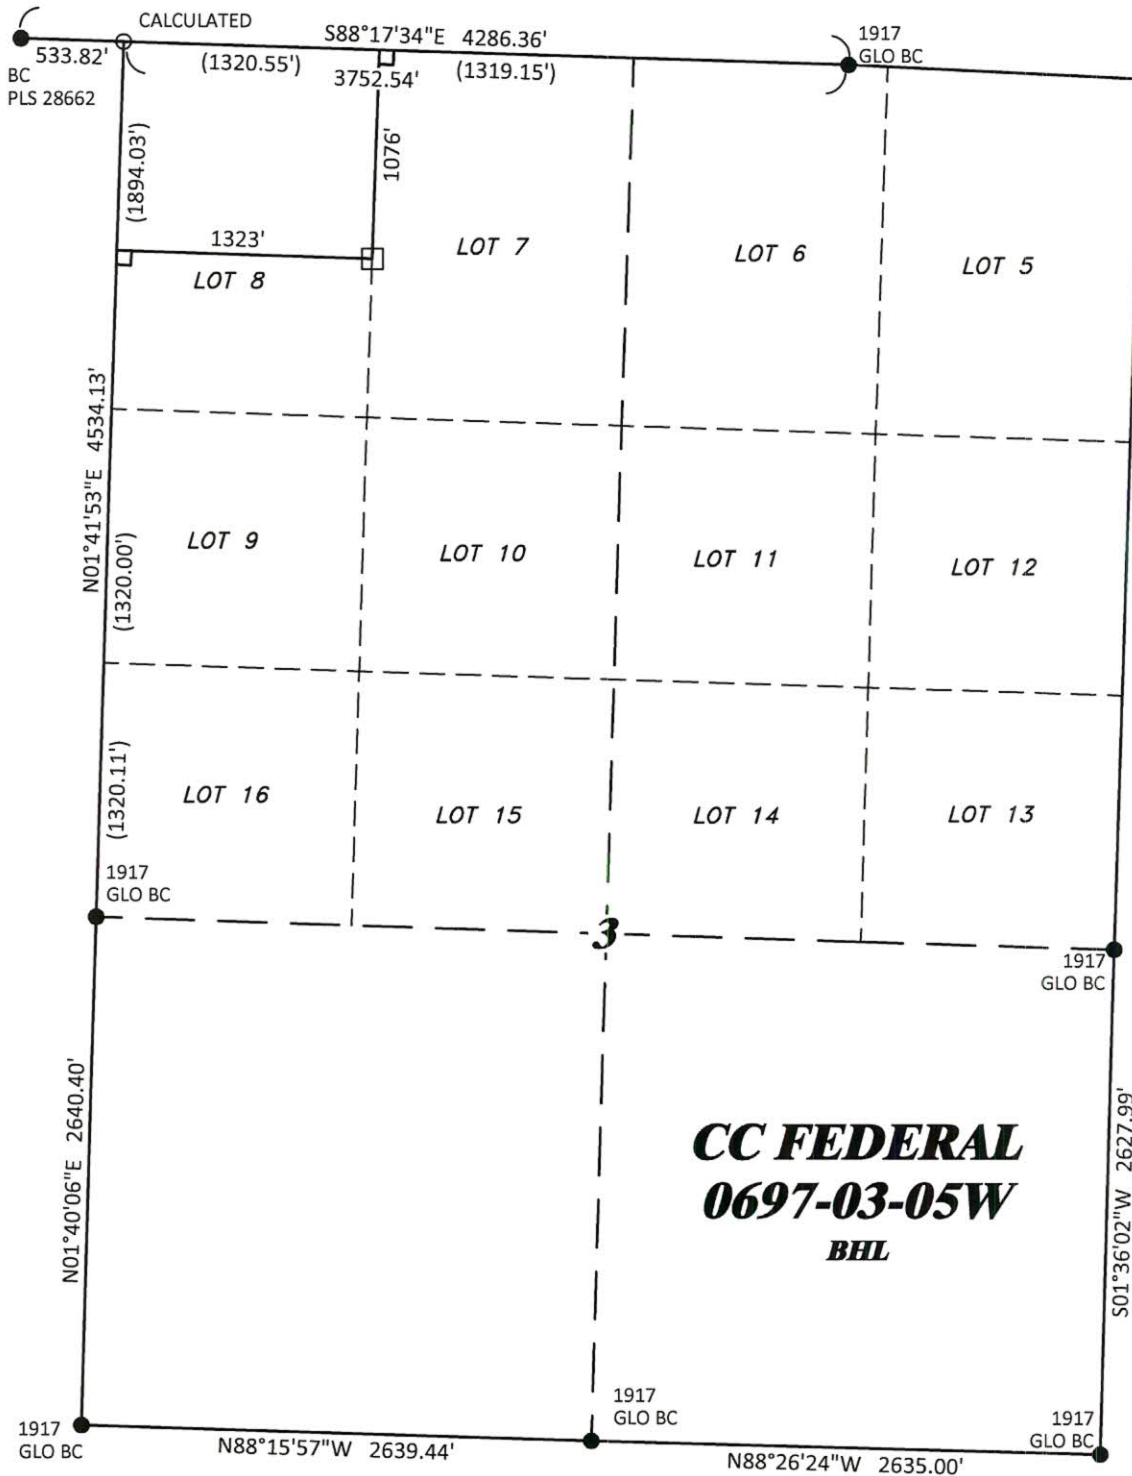 CALCULATED
S88°17'34"E 4286.36'
1917
GLO BC
533.82'
(1320.55')
3752.54'
(1319.15')
BC
PLS 28662
(1894.03')
1076'
1323'
LOT 8
LOT 7
LOT 6
LOT 5
N01°41'53"E 4534.13'
(1320.00')
LOT 9
LOT 10
LOT 11
LOT 12
(1320.11')
LOT 16
LOT 15
LOT 14
LOT 13
1917
GLO BC
3
1917
GLO BC
N01°40'06"E 2640.40'
CC FEDERAL
0697-03-05W
BHL
S01°36'02"W 2627.99'
1917
GLO BC
1917
GLO BC
1917
GLO BC
N88°15'57"W 2639.44'
N88°26'24"W 2635.00'